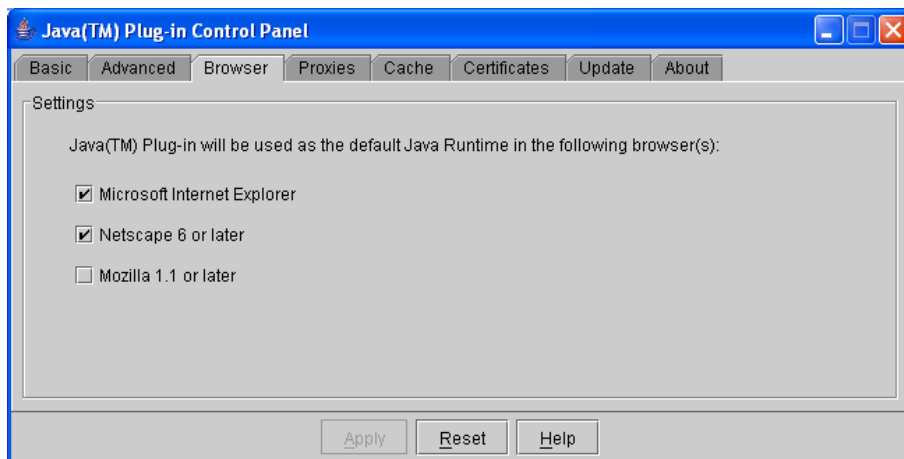 Java(TM) Plug-in Control Panel
Basic Advanced Browser Proxies Cache Certificates Update About
Settings
Java(TM) Plug-in will be used as the default Java Runtime in the following browser(s):
Microsoft Internet Explorer
Netscape 6 or later
Mozilla 1.1 or later
Apply Reset Help